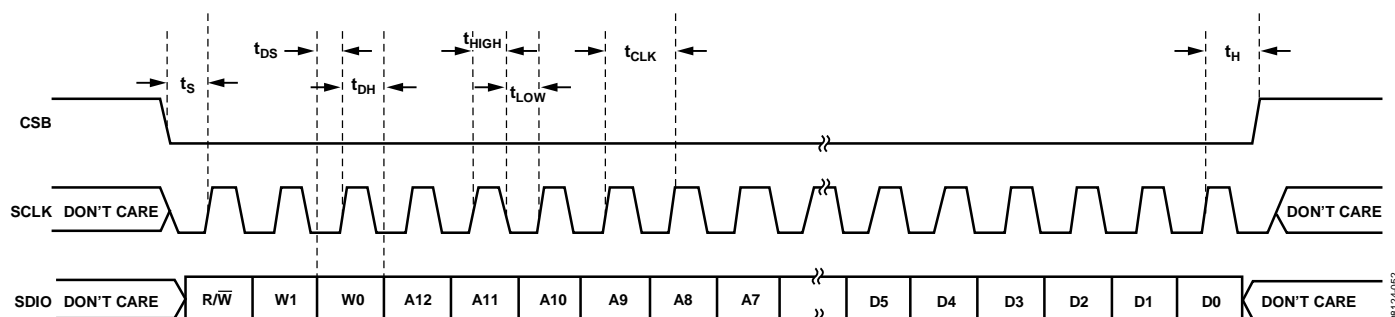 tDS
tHIGH
tCLK
tH
tS
tDH
tLOW
CSB
SCLK DON'T CARE
DON'T CARE
SDIO DON'T CARE
R/W̅
W1
W0
A12
A11
A10
A9
A8
A7
D5
D4
D3
D2
D1
D0
DON'T CARE